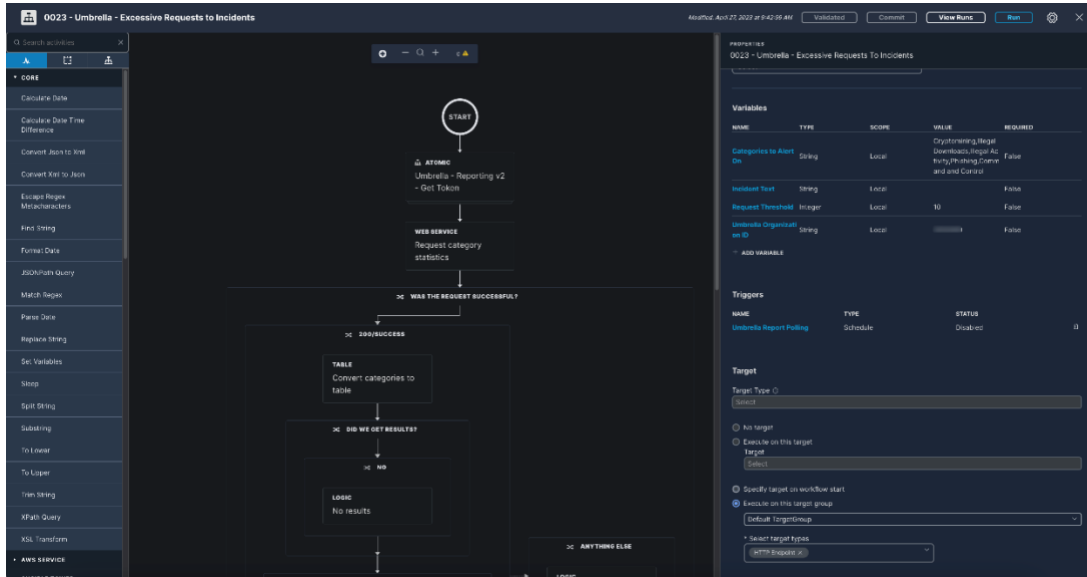 0023 - Umbrella - Excessive Requests to Incidents
Modified, April 27, 2023 at 9:42:55 AM
Validated
Commit
View Runs
Run
Search activities
CORE
Calculate Date
Calculate Date Time
Difference
Convert Json to Xml
Convert Xml to Json
Escape Regex
Metacharacters
Find String
Format Date
JSONPath Query
Match Regex
Parse Date
Replace String
Set Variables
Sleep
Split String
Substring
To Lower
To Upper
Trim String
XPath Query
XSL Transform
AWS SERVICE
START
ATOMIC
Umbrella - Reporting v2
- Get Token
WEB SERVICE
Request category
statistics
WAS THE REQUEST SUCCESSFUL?
200/SUCCESS
TABLE
Convert categories to
table
DID WE GET RESULTS?
NO
LOGIC
No results
ANYTHING ELSE
LOGIC
PROPERTIES
0023 - Umbrella - Excessive Requests To Incidents
Variables
NAME TYPE SCOPE VALUE REQUIRED
Categories to Alert
On
String
Local
Cryptomining,Illegal
Downloads,Illegal Ac
tivity,Phishing,Comm
and and Control
False
Incident Text String Local False
Request Threshold Integer Local 10 False
Umbrella Organizati
on ID
String
Local
False
ADD VARIABLE
Triggers
NAME TYPE STATUS
Umbrella Report Polling Schedule Disabled
Target
Target Type
Select
No target
Execute on this target
Target
Select
Specify target on workflow start
Execute on this target group
Default TargetGroup
* Select target types
HTTP Endpoint ×